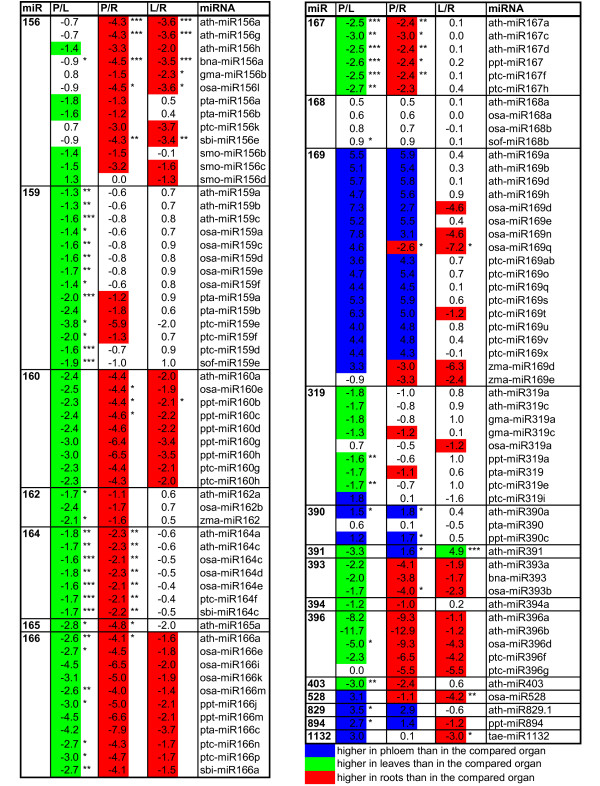 miR P/L P/R L/R miRNA
156 -2.5 -4.3 *** -3.6 *** ath-miR156a
-0.7 -4.3 *** -3.6 *** ath-miR156g
-1.4 -3.3 -2.0 ath-miR156h
-0.9 * -4.5 *** -3.5 *** bna-miR156a
0.8 -1.5 -2.3 * gma-miR156b
-0.9 -4.5 * -3.6 * osa-miR156l
-1.8 -1.3 0.5 pta-miR156a
-1.6 -1.2 0.4 pta-miR156b
0.7 -3.0 -3.7 ptc-miR156k
-0.9 -4.3 ** -3.4 ** sbi-miR156e
-1.4 -1.5 -0.1 smo-miR156b
-1.5 -3.2 -1.6 smo-miR156c
1.3 0.0 -1.3 smo-miR156d
159 -1.3 ** -0.6 0.7 ath-miR159a
-1.3 ** -0.6 0.7 ath-miR159b
-1.6 *** -0.8 0.8 ath-miR159c
-1.4 * -0.6 0.7 osa-miR159a
-1.6 ** -0.8 0.9 osa-miR159c
-1.6 ** -0.8 0.8 osa-miR159d
-1.7 ** -0.8 0.9 osa-miR159e
-1.4 * -0.6 0.8 osa-miR159f
-2.0 *** -1.2 0.9 pta-miR159a
-2.4 -1.8 0.6 pta-miR159b
-3.8 * -5.9 -2.0 ptc-miR159e
-2.0 * -1.3 0.7 ptc-miR159f
-1.6 *** -0.7 0.9 ptc-miR159d
-1.9 *** -1.0 1.0 sof-miR159e
160 -2.4 -4.4 -2.0 ath-miR160a
-2.5 -4.4 * -1.9 osa-miR160e
-2.3 -4.4 * -2.1 * ppt-miR160b
-2.4 -4.6 * -2.2 ppt-miR160c
-2.4 -4.6 -2.2 ppt-miR160d
-3.0 -6.4 -3.4 ppt-miR160g
-3.0 -6.5 -3.5 ppt-miR160h
-2.3 -4.4 -2.1 ptc-miR160g
-2.3 -4.3 -2.0 ptc-miR160h
162 -1.7 * -1.1 0.6 ath-miR162a
-2.4 -1.7 0.7 osa-miR162b
-2.1 * -1.6 0.5 zma-miR162
164 -1.8 ** -2.3 ** -0.6 ath-miR164a
-1.7 ** -2.3 ** -0.6 ath-miR164c
-1.6 *** -2.1 ** -0.5 osa-miR164c
-1.8 ** -2.3 ** -0.5 osa-miR164d
-1.6 *** -2.1 ** -0.4 osa-miR164e
-1.7 *** -2.1 ** -0.4 ptc-miR164f
-1.7 *** -2.2 ** -0.5 sbi-miR164c
165 -2.8 * -4.8 * -2.0 ath-miR165a
166 -2.6 ** -4.1 * -1.6 ath-miR166a
-2.7 * -4.5 -1.8 osa-miR166e
-4.5 -6.5 -2.0 osa-miR166i
-3.1 -5.0 -1.9 osa-miR166k
-2.6 ** -4.0 -1.4 osa-miR166m
-3.0 * -5.0 -2.1 ppt-miR166j
-4.5 -6.6 -2.1 ppt-miR166m
-4.2 -7.9 -3.7 ptc-miR166a
-2.7 * -4.3 -1.7 ptc-miR166n
-3.0 * -4.7 -1.7 ptc-miR166p
-2.7 ** -4.1 -1.5 sbi-miR166a
miR P/L P/R L/R miRNA
167 -2.5 *** -2.4 ** 0.1 ath-miR167a
-3.0 ** -3.0 * 0.1 ath-miR167c
-2.5 *** -2.4 ** 0.1 ath-miR167d
-2.6 * -2.4 * 0.2 ppt-miR167
-2.5 *** -2.4 ** 0.1 ptc-miR167f
-2.7 ** -2.3 0.4 ptc-miR167h
168 0.5 0.5 0.1 ath-miR168a
0.6 0.6 0.0 osa-miR168a
0.8 0.7 -0.1 osa-miR168b
0.9 * 0.9 0.1 sof-miR168b
169 5.5 5.9 0.4 ath-miR169a
5.1 5.4 0.3 ath-miR169b
5.7 5.8 0.1 ath-miR169d
4.7 5.6 0.9 ath-miR169h
7.3 2.7 -4.6 osa-miR169d
5.2 5.5 0.4 osa-miR169e
7.8 3.1 -4.6 osa-miR169n
4.6 -2.6 * -7.2 * osa-miR169q
3.6 4.3 0.7 ptc-miR169ab
4.7 5.4 0.7 ptc-miR169o
4.4 4.5 0.1 ptc-miR169q
5.3 5.9 0.6 ptc-miR169s
6.3 5.0 -1.2 ptc-miR169t
4.0 4.8 0.8 ptc-miR169u
4.4 4.6 0.4 ptc-miR169v
4.4 4.3 -0.1 ptc-miR169x
3.3 -3.0 -6.3 zma-miR169d
-0.9 -3.3 -2.4 zma-miR169e
319 -1.8 -1.0 0.8 ath-miR319a
-1.7 -0.8 0.9 ath-miR319c
-1.8 -0.8 1.0 gma-miR319a
-1.3 -1.2 0.1 gma-miR319c
0.7 -0.5 -1.2 osa-miR319a
-1.6 ** -0.6 1.0 ppt-miR319a
-1.7 -1.1 0.6 pta-miR319
-1.7 ** -0.7 1.0 ptc-miR319e
1.8 0.1 -1.6 ptc-miR319i
390 1.5 * 1.8 * 0.4 ath-miR390a
0.6 0.1 -0.5 pta-miR390
1.2 1.7 * 0.5 ppt-miR390c
391 -3.3 1.6 * 4.9 *** ath-miR391
393 -2.2 -4.1 -1.9 ath-miR393a
-2.0 -3.8 -1.7 bna-miR393
-1.7 -4.0 * -2.3 osa-miR393b
394 -1.2 -1.0 0.2 ath-miR394a
396 -8.2 -9.3 -1.1 ath-miR396a
-11.7 -12.9 -1.2 ath-miR396b
-5.0 * -9.3 -4.3 osa-miR396d
-2.3 -6.5 -4.2 ptc-miR396f
0.0 -5.5 -5.5 ptc-miR396g
403 -3.0 ** -2.4 0.6 ath-miR403
528 3.1 -1.1 -4.2 ** osa-miR528
829 3.5 * 2.9 -0.6 ath-miR829.1
894 2.7 * 1.4 -1.2 ppt-miR894
1132 3.0 0.1 -3.0 * tae-miR1132
higher in phloem than in the compared organ
higher in leaves than in the compared organ
higher in roots than in the compared organ